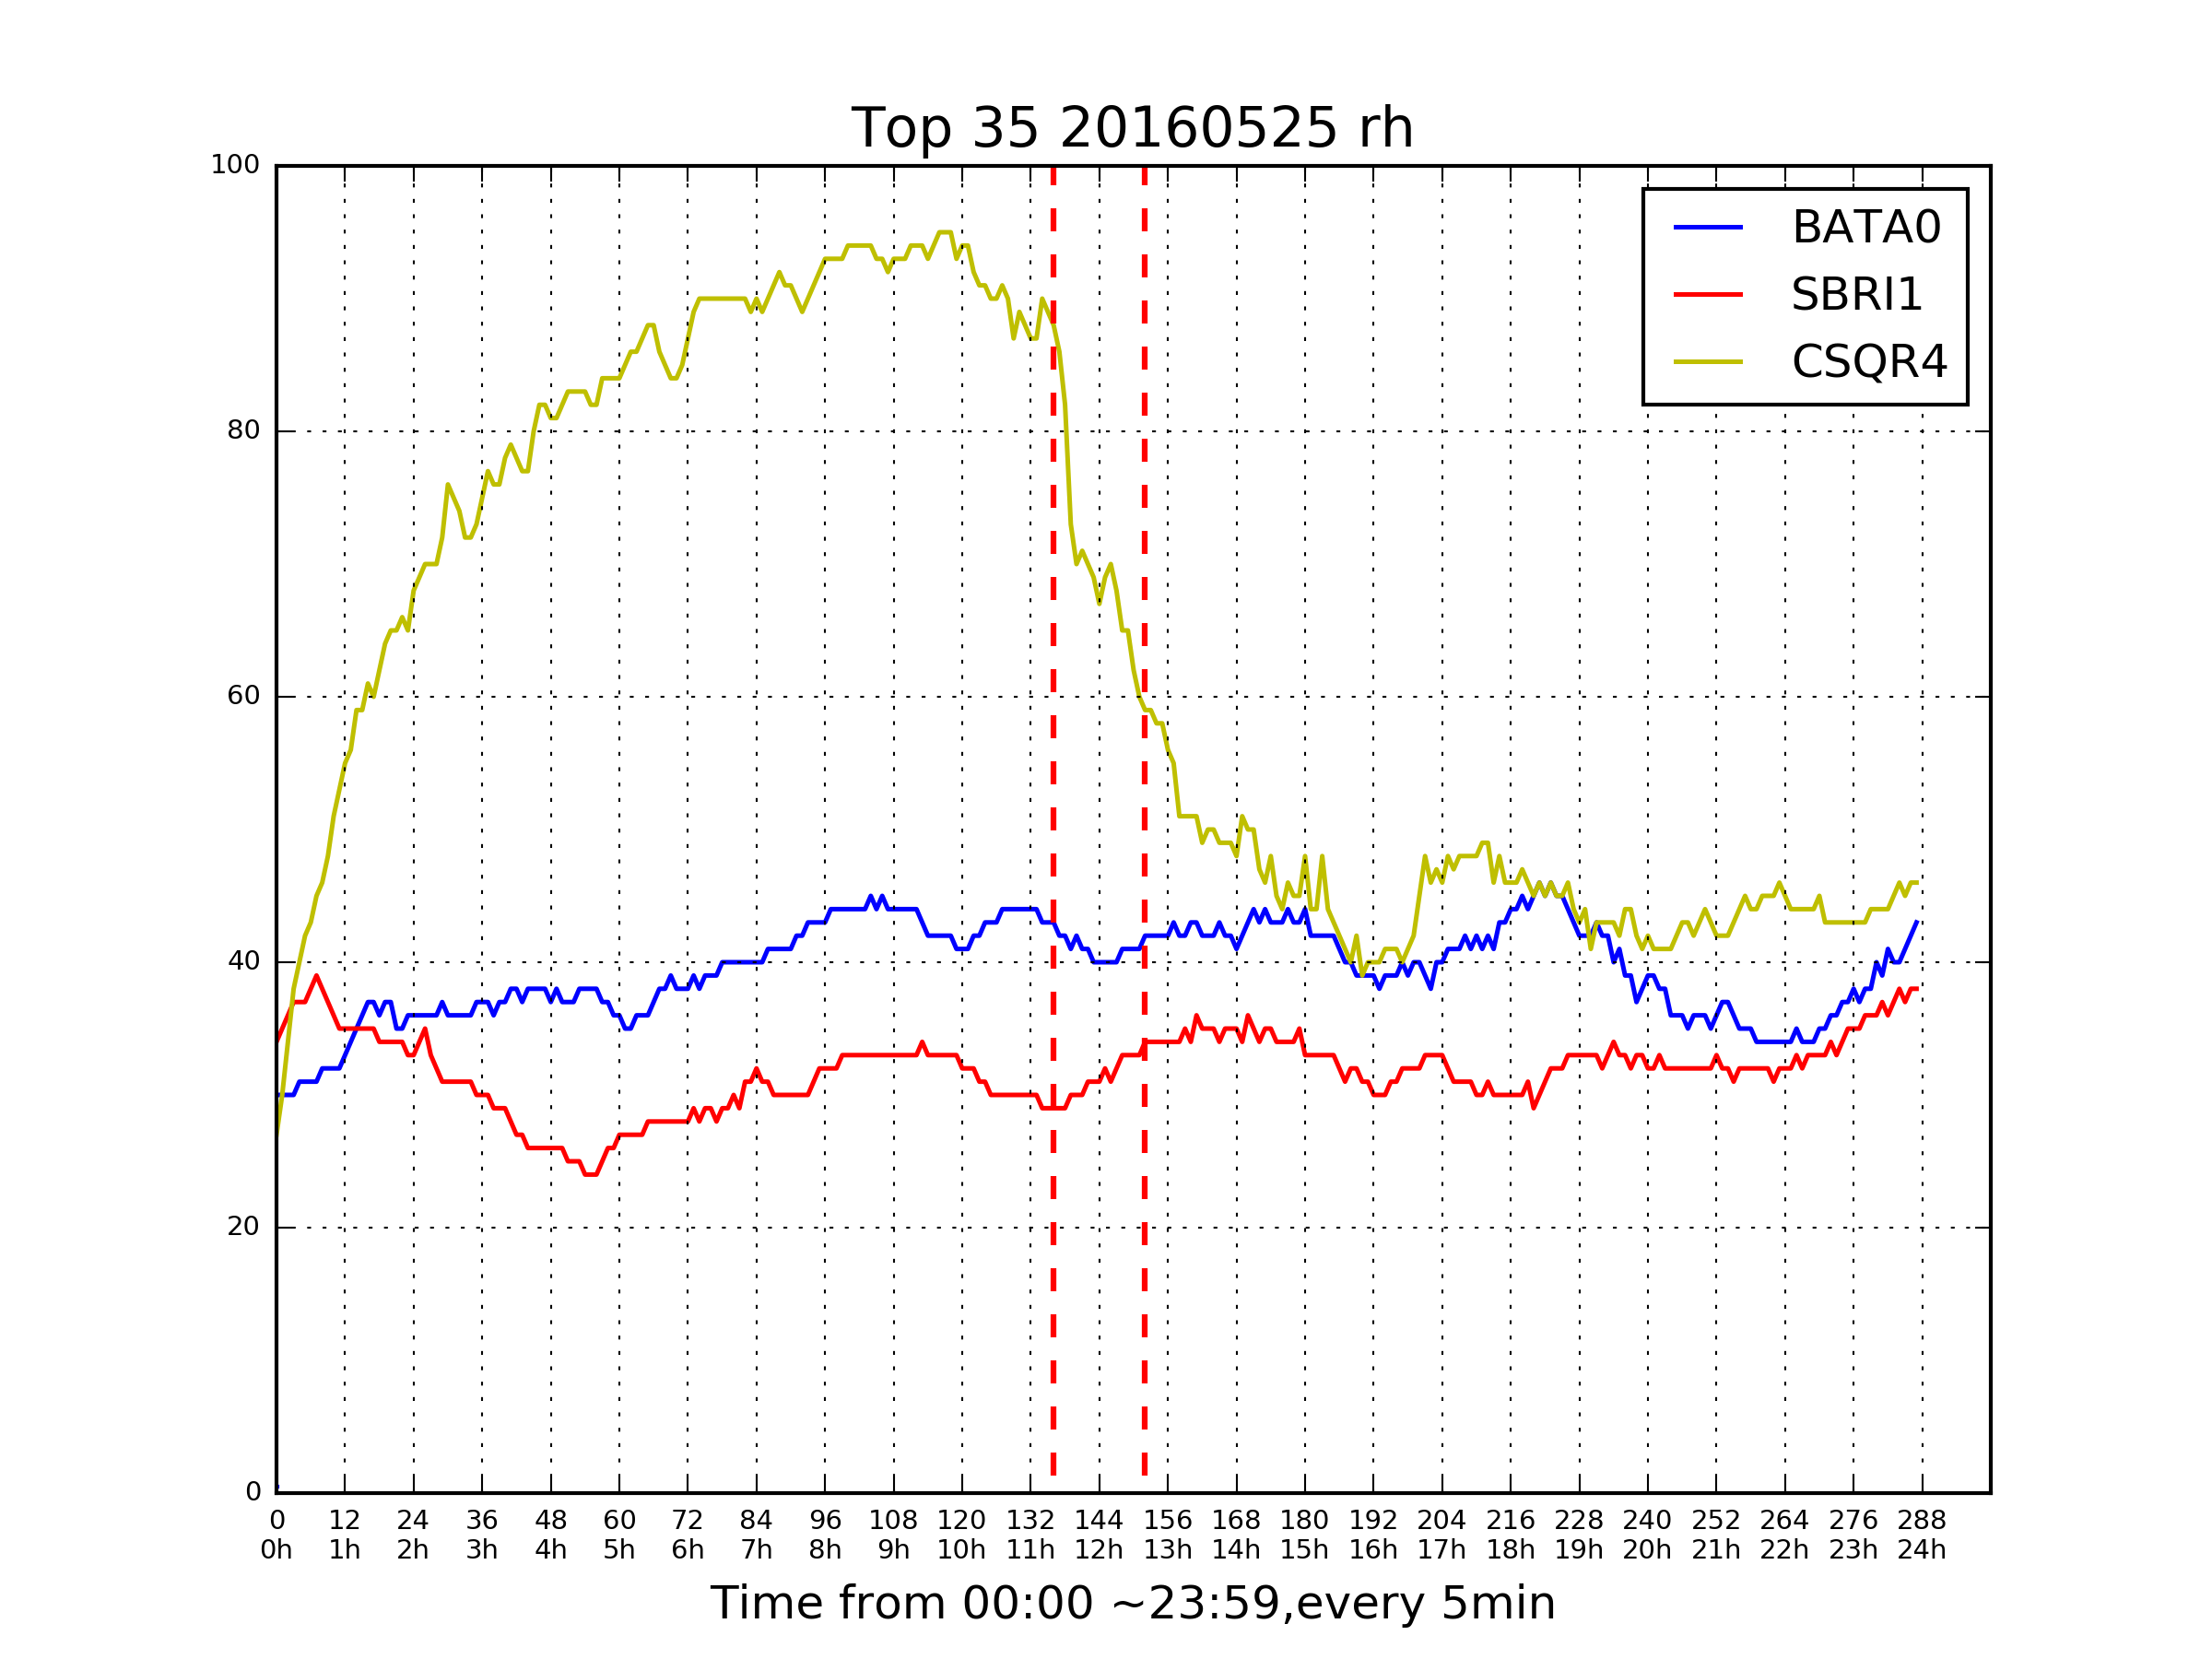 Top 35 20160525 rh
100
80
60
40
20
0
BATA0
SBRI1
CSQR4
0 12 24 36 48 60 72 84 96 108 120 132 144 156 168 180 192 204 216 228 240 252 264 276 288
0h 1h 2h 3h 4h 5h 6h 7h 8h 9h 10h 11h 12h 13h 14h 15h 16h 17h 18h 19h 20h 21h 22h 23h 24h
Time from 00:00 ~23:59,every 5min